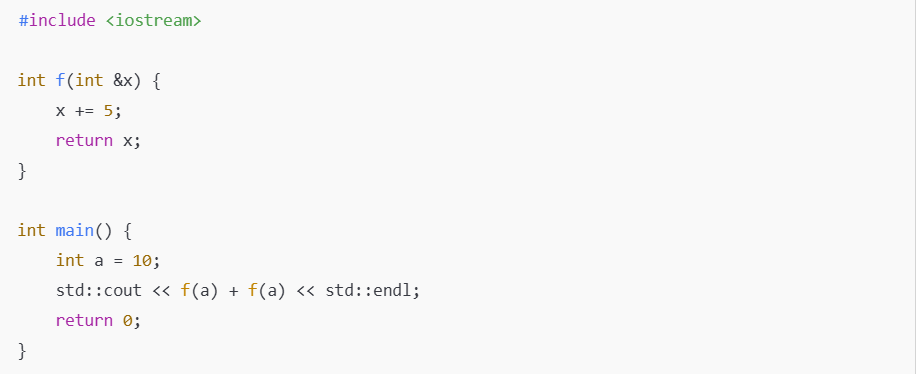 #include <iostream>

int f(int &x) {
    x += 5;
    return x;
}

int main() {
    int a = 10;
    std::cout << f(a) + f(a) << std::endl;
    return 0;
}